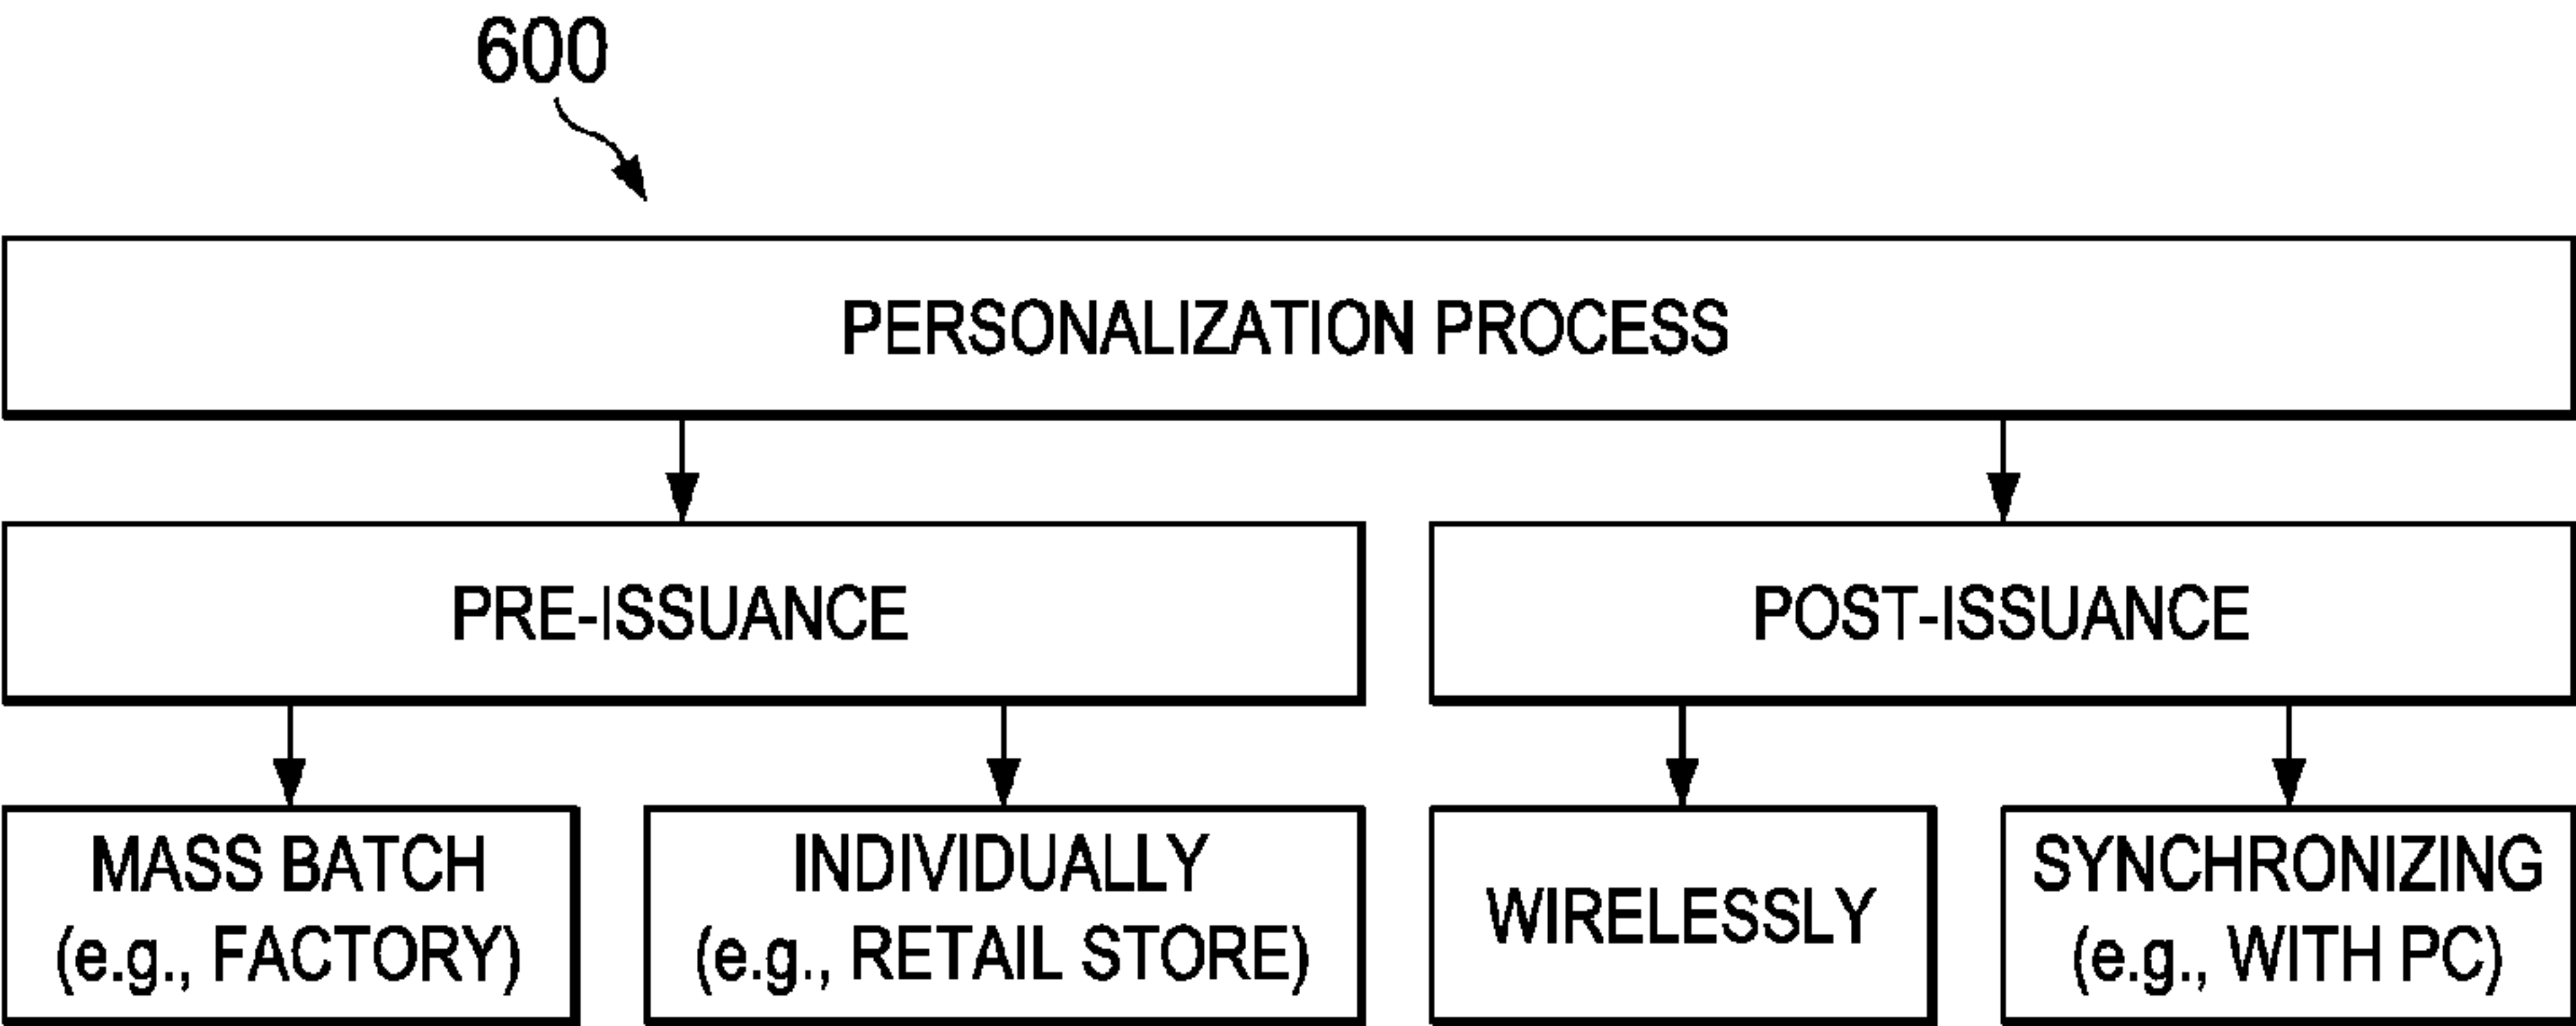 600
PERSONALIZATION PROCESS
PRE-ISSUANCE
POST-ISSUANCE
MASS BATCH
(e.g., FACTORY)
INDIVIDUALLY
(e.g., RETAIL STORE)
WIRELESSLY
SYNCHRONIZING
(e.g., WITH PC)